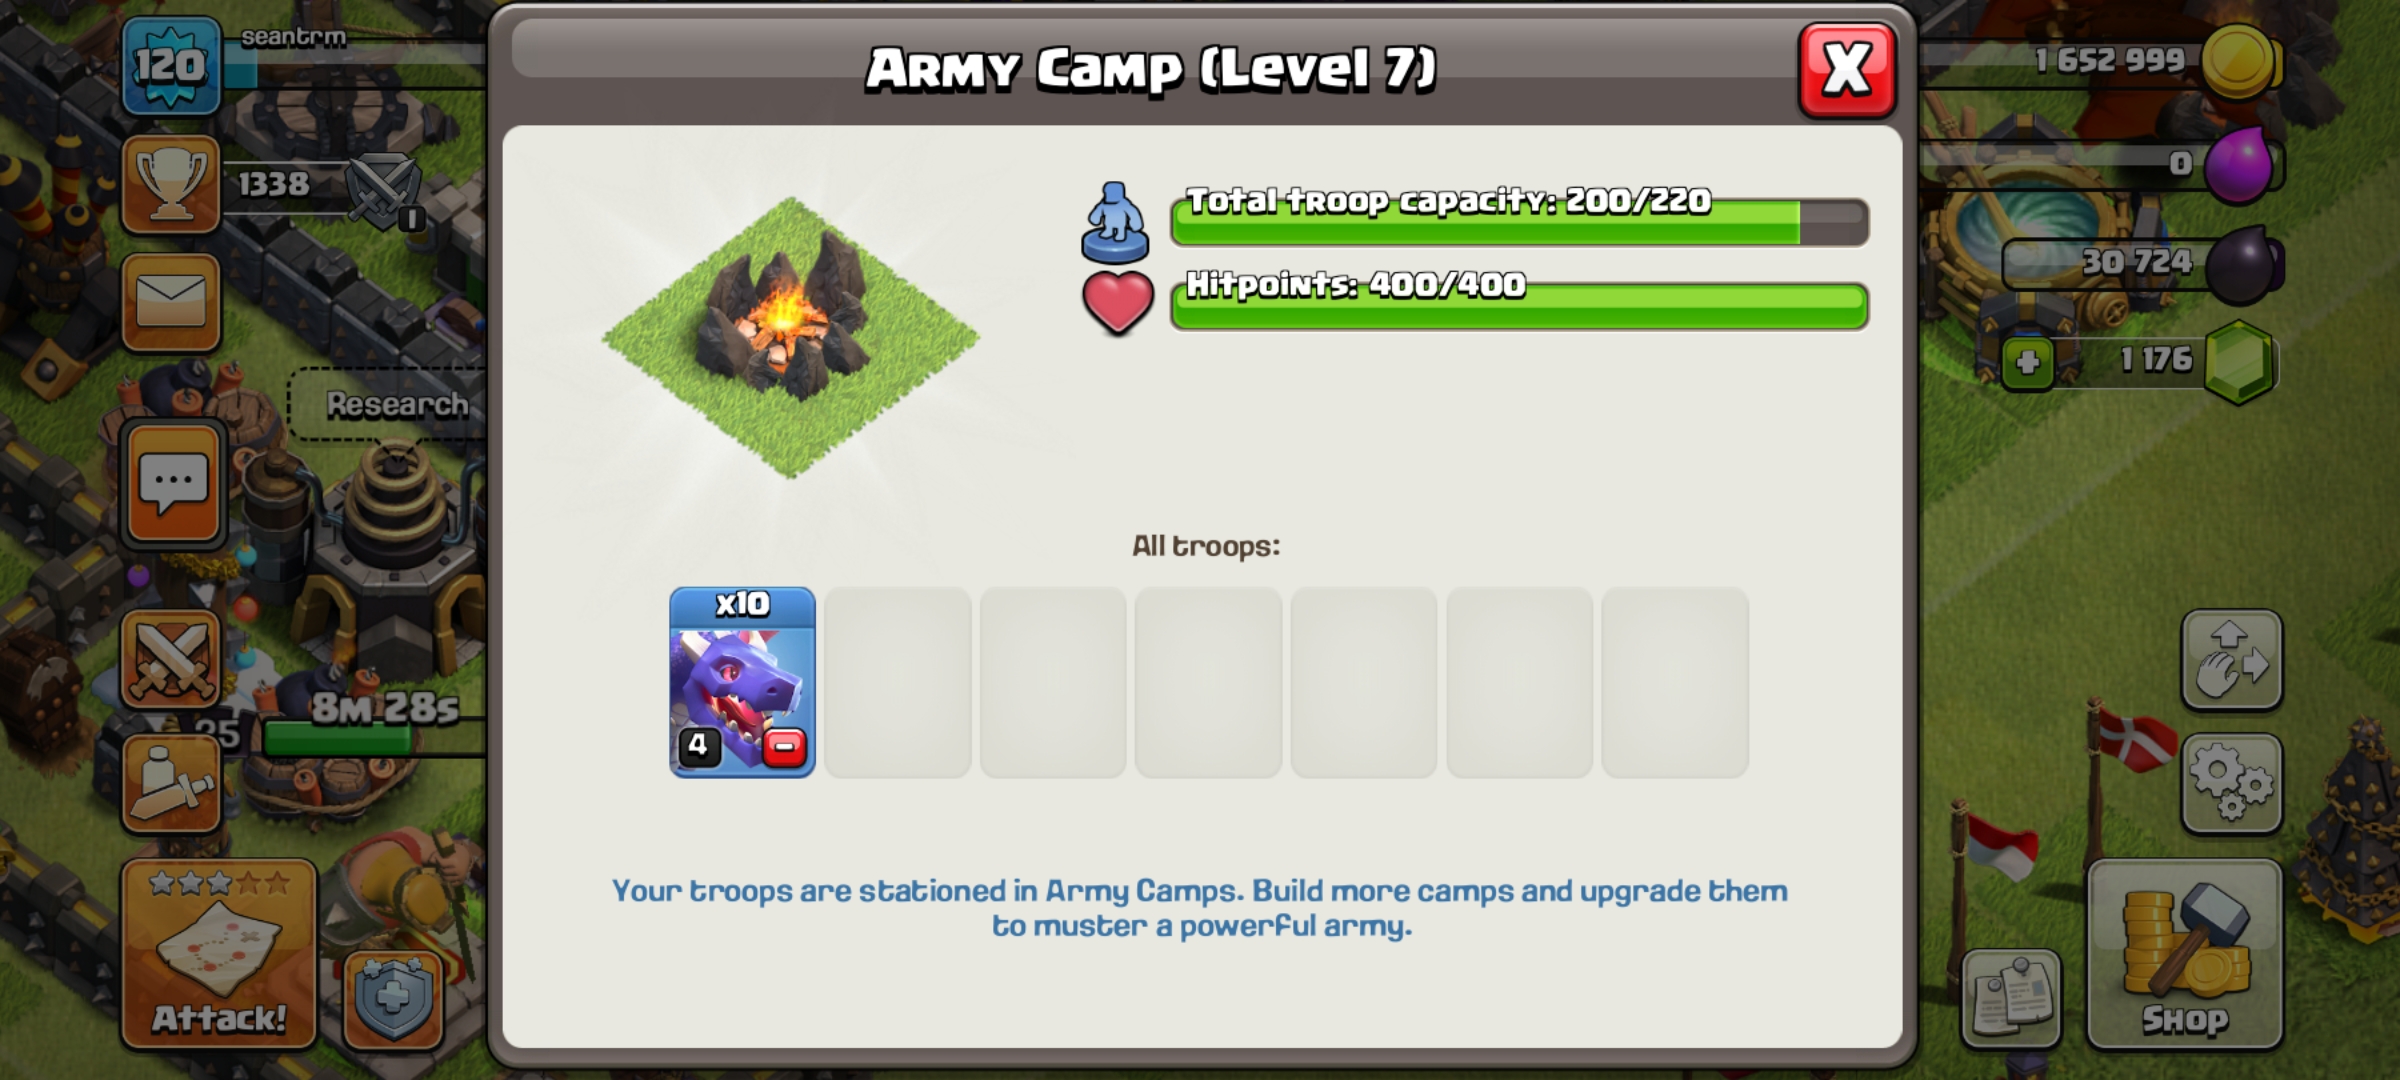 120
seantrm
Army Camp (Level 7)
X
1 652 999
1338
I
Total troop capacity: 200/220
0
Hitpoints: 400/400
30 724
1 176
Research
All troops:
x10
4
8M 28s
25
Your troops are stationed in Army Camps. Build more camps and upgrade them
to muster a powerful army.
Attack!
Shop